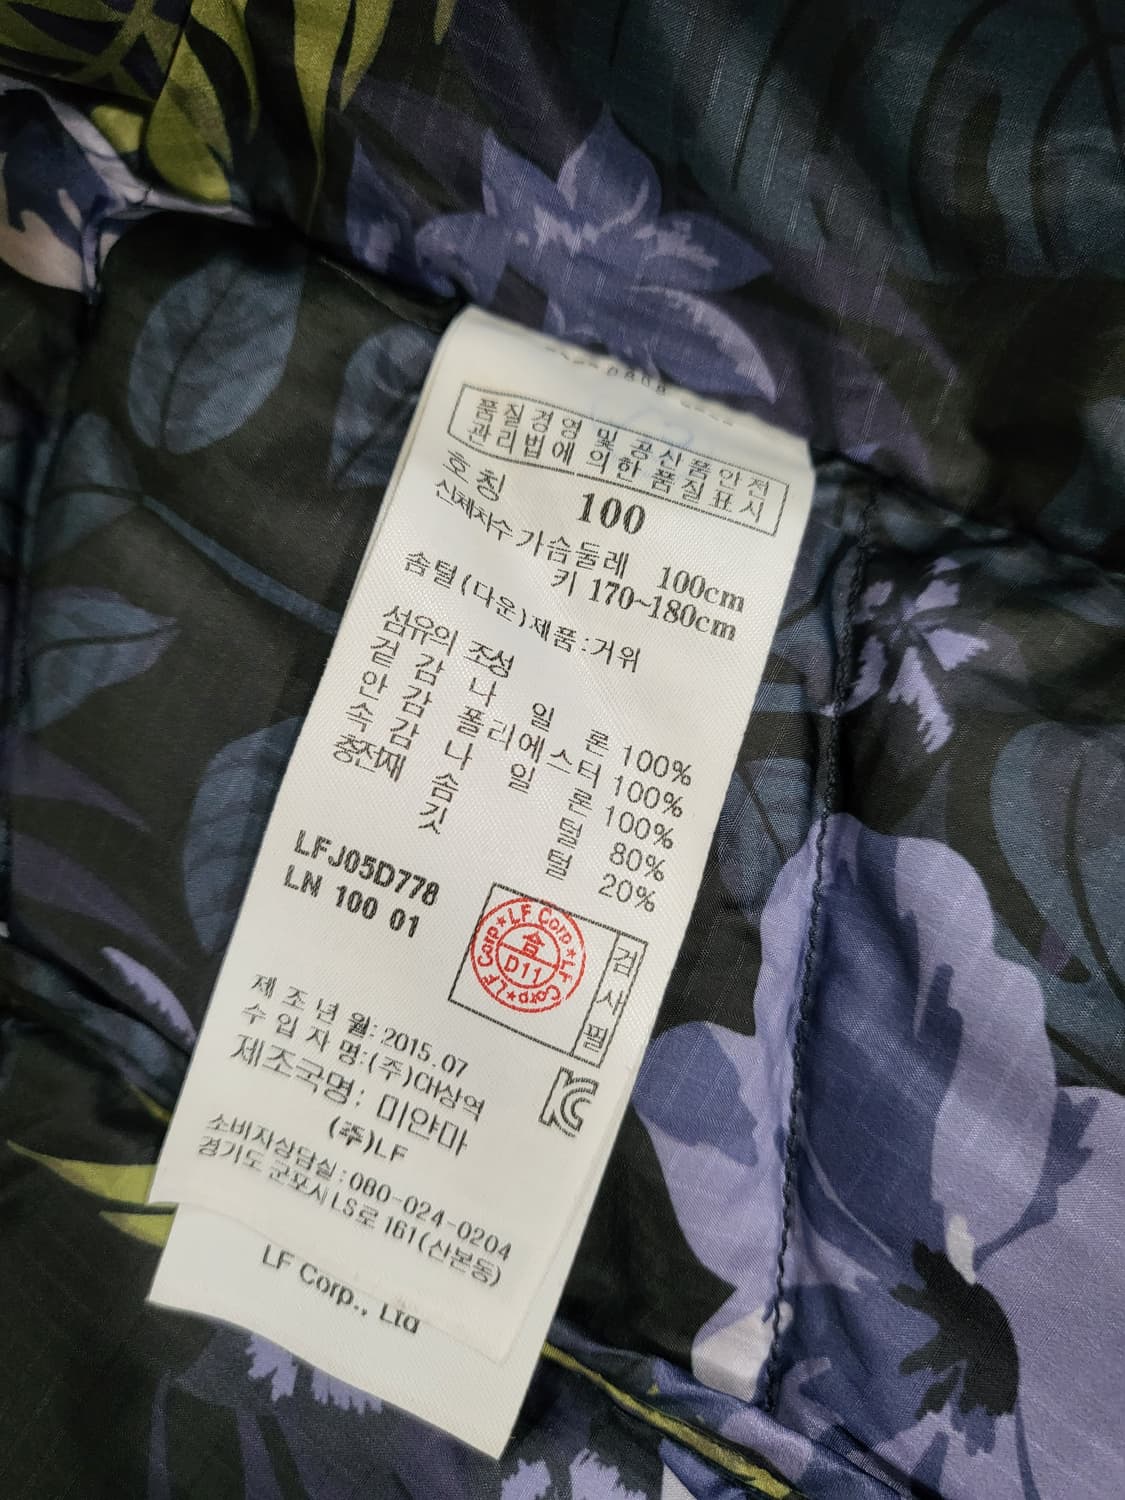 품질경영 및 공산품안전
관리법에 의한 품질표시
호칭 100
신체치수 가슴둘레 100cm
키 170~180cm
솜털(다운)제품:거위
섬유의 조성
겉감 나일론 100%
안감 폴리에스터 100%
속감 나일론 100%
충전재 솜털 80%
깃털 20%
LFJ05D778
LN 100 01
LF Corp★LF Corp★LF Corp★
合
D11
검사필
제조년월: 2015.07
수입자명:(주)대상역
제조국명: 미얀마
(주)LF
소비자상담실:080-024-0204
경기도 군포시 LS로 161(산본동)
LF Corp., Ltd